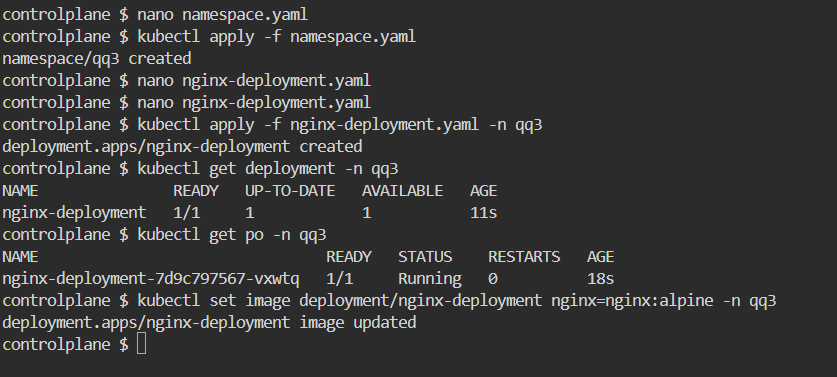 controlplane $ nano namespace.yaml
controlplane $ kubectl apply -f namespace.yaml
namespace/qq3 created
controlplane $ nano nginx-deployment.yaml
controlplane $ nano nginx-deployment.yaml
controlplane $ kubectl apply -f nginx-deployment.yaml -n qq3
deployment.apps/nginx-deployment created
controlplane $ kubectl get deployment -n qq3
NAME               READY   UP-TO-DATE   AVAILABLE   AGE
nginx-deployment   1/1     1            1           11s
controlplane $ kubectl get po -n qq3
NAME                                READY   STATUS    RESTARTS   AGE
nginx-deployment-7d9c797567-vxwtq   1/1     Running   0          18s
controlplane $ kubectl set image deployment/nginx-deployment nginx=nginx:alpine -n qq3
deployment.apps/nginx-deployment image updated
controlplane $